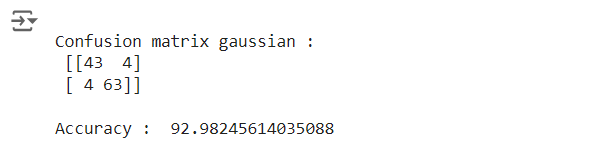 Confusion matrix gaussian :
[[43  4]
[ 4 63]]
Accuracy :  92.98245614035088